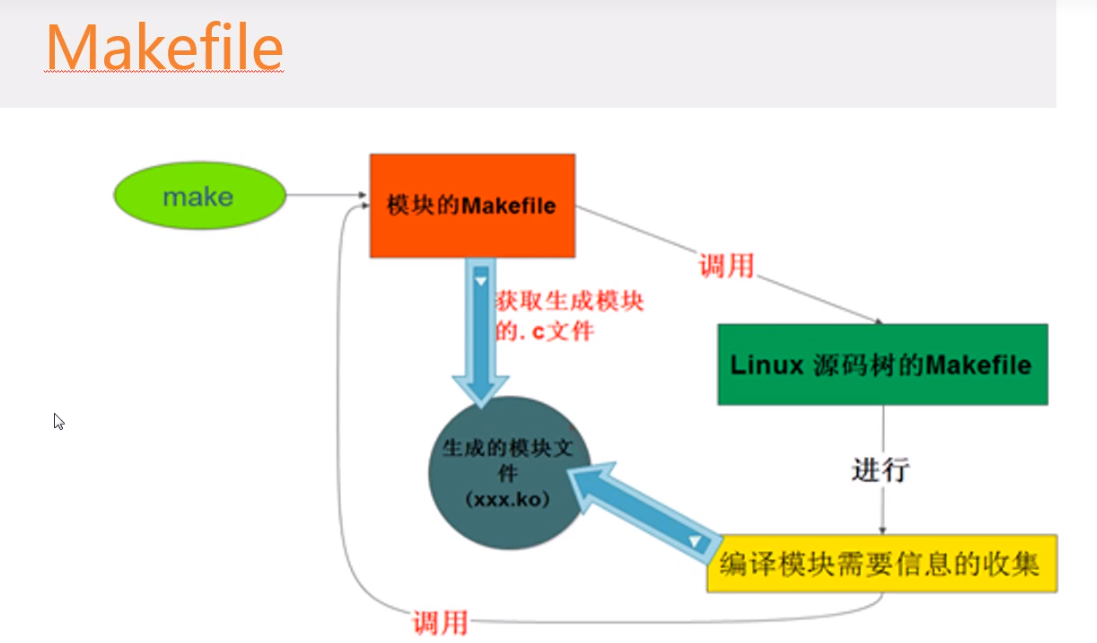 Makefile
make
模块的Makefile
调用
获取生成模块
的.c文件
Linux 源码树的Makefile
生成的模块文
件
(xxx.ko)
进行
编译模块需要信息的收集
调用